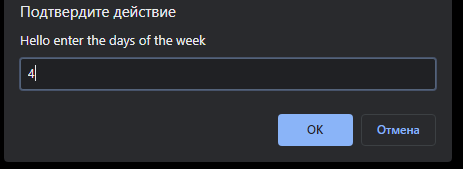 Подтвердите действие
Hello enter the days of the week
4
OK
Отмена